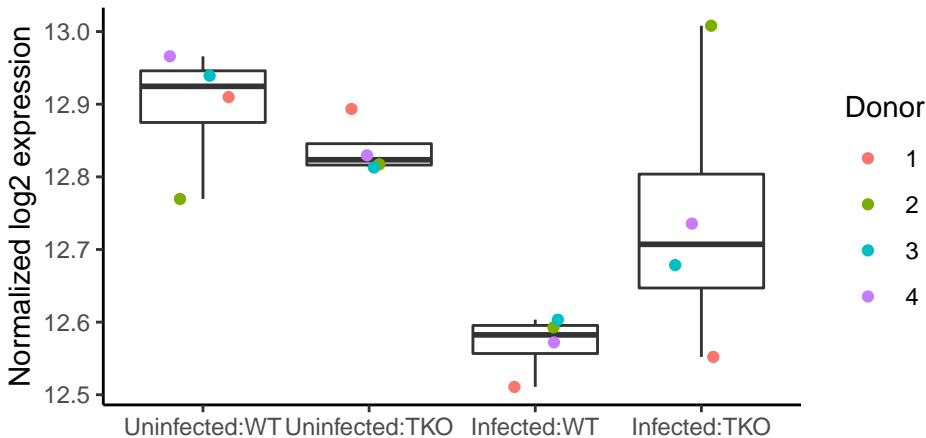 Normalized log2 expression
13.0
12.9
12.8
12.7
12.6
12.5
Uninfected:WT
Uninfected:TKO
Infected:WT
Infected:TKO
Donor
1
2
3
4